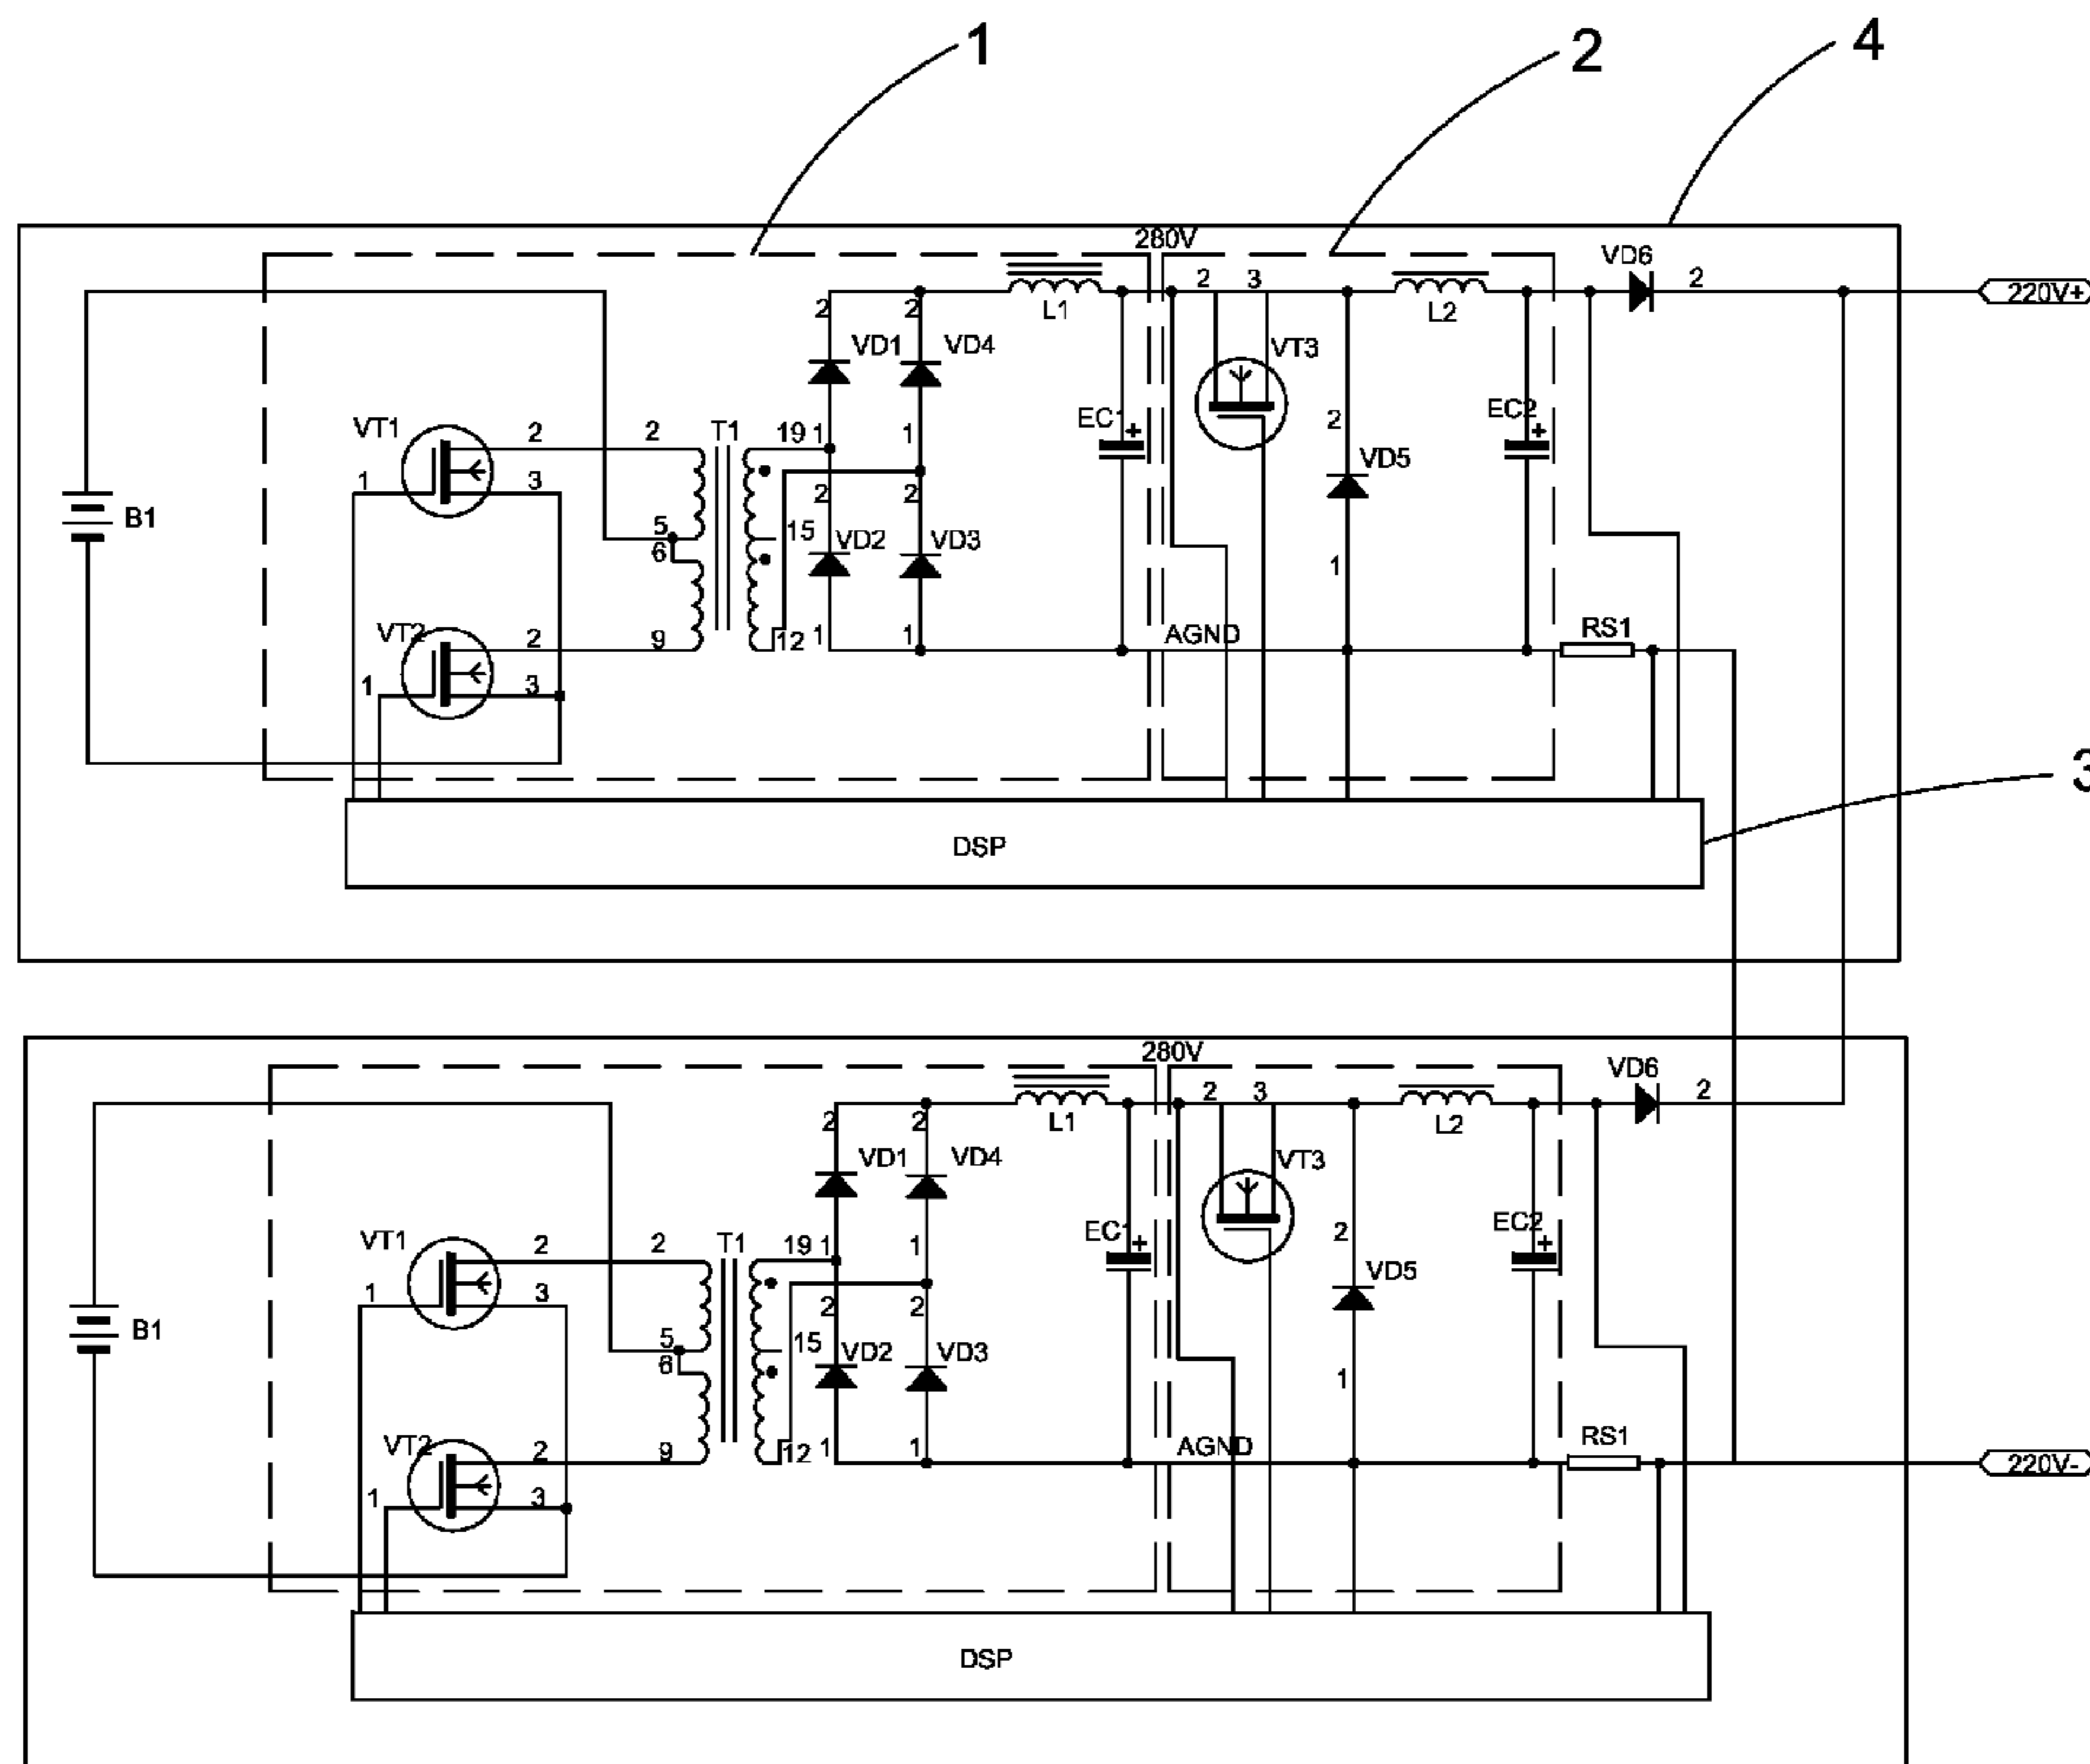 1
2
4
280V
VD6
2 3 2
220V+
L1 L2
2 2
VD1 VD4 VT3
EC1 + EC2 +
VT1 2 2 T1 19 1 1 2
VD5
1 3 2 2
B1 5 15
6 VD2 VD3 1
VT2 2 9 12 1 1 AGND RS1
1 3
3
DSP
280V
VD6
2 3 2
L1 L2
2 2
VD1 VD4 VT3
EC1 + EC2 +
VT1 2 2 T1 19 1 1 2
VD5
1 3 2 2
B1 5 15
6 VD2 VD3 1
VT2 2 9 12 1 1 AGND RS1
220V-
1 3
DSP